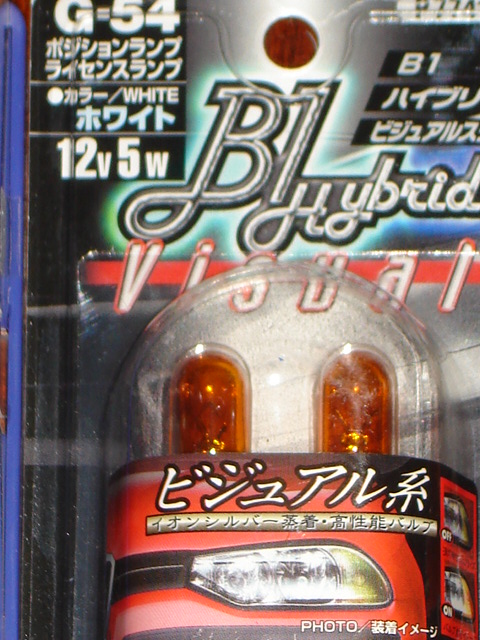 G-54
ポジションランプ
ライセンスランプ
●カラー/WHITE
ホワイト
12V5W
B1
ハイブリ
ビジュアルス
B1
Hybrid
Visual
ビジュアル系
イオンシルバー蒸着・高性能バルブ
OFF
ON
PHOTO/装着イメージ